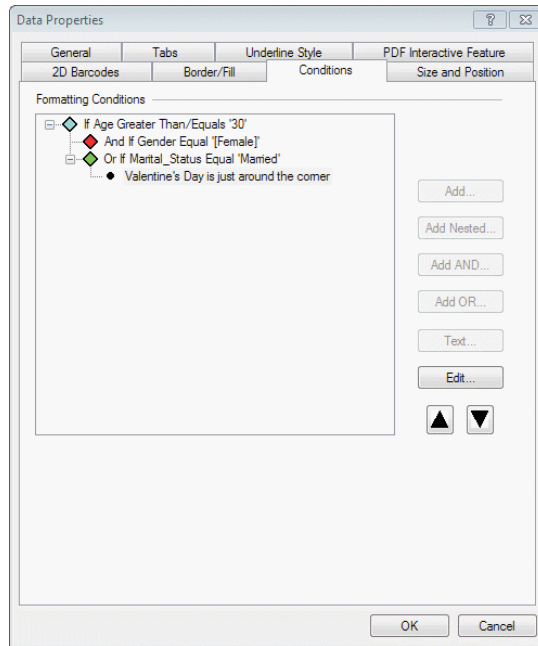 Data Properties
General
Tabs
Underline Style
PDF Interactive Feature
2D Barcodes
Border/Fill
Conditions
Size and Position
Formatting Conditions
If Age Greater Than/Equals '30'
And If Gender Equal '[Female]'
Or If Marital_Status Equal 'Married'
Valentine's Day is just around the corner
Add...
Add Nested...
Add AND...
Add OR...
Text...
Edit...
OK
Cancel